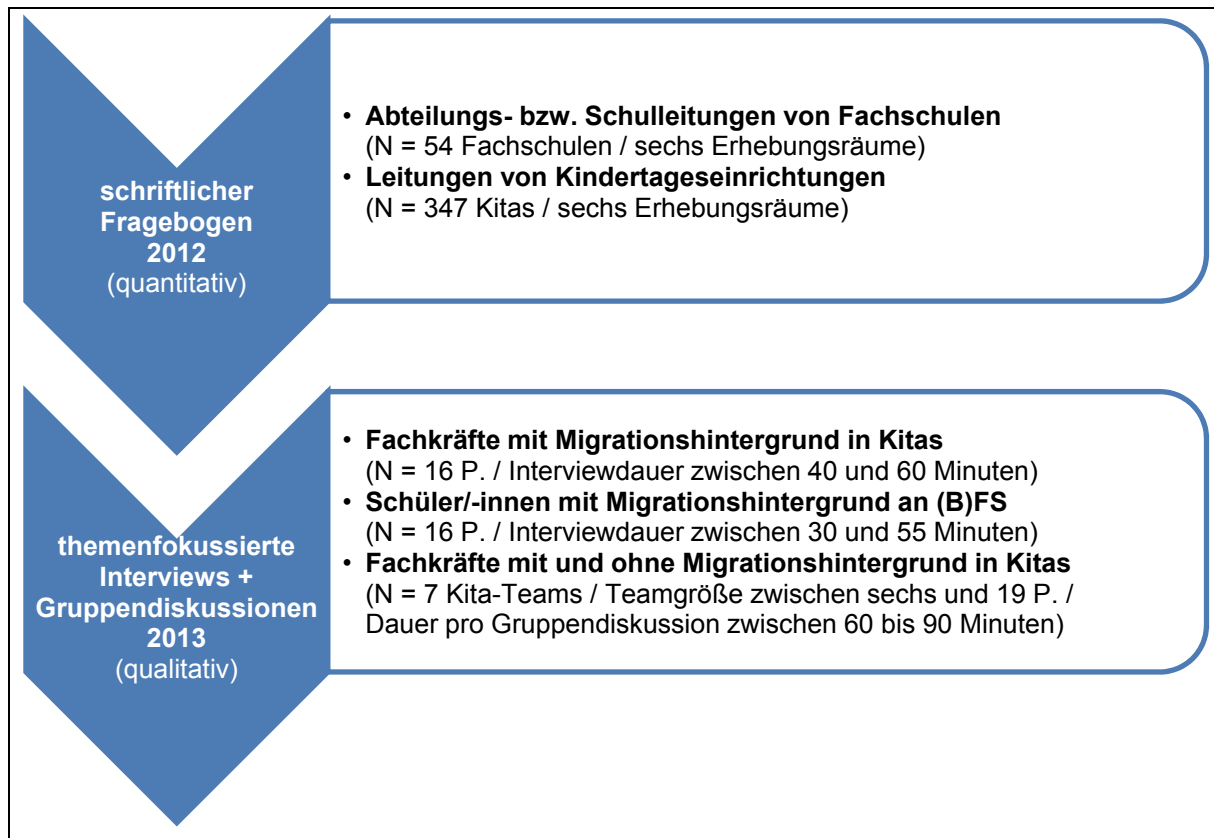 schriftlicher
Fragebogen
2012
(quantitativ)
• Abteilungs- bzw. Schulleitungen von Fachschulen
(N = 54 Fachschulen / sechs Erhebungsräume)
• Leitungen von Kindertageseinrichtungen
(N = 347 Kitas / sechs Erhebungsräume)
themenfokussierte
Interviews +
Gruppendiskussionen
2013
(qualitativ)
• Fachkräfte mit Migrationshintergrund in Kitas
(N = 16 P. / Interviewdauer zwischen 40 und 60 Minuten)
• Schüler/-innen mit Migrationshintergrund an (B)FS
(N = 16 P. / Interviewdauer zwischen 30 und 55 Minuten)
• Fachkräfte mit und ohne Migrationshintergrund in Kitas
(N = 7 Kita-Teams / Teamgröße zwischen sechs und 19 P. /
Dauer pro Gruppendiskussion zwischen 60 bis 90 Minuten)